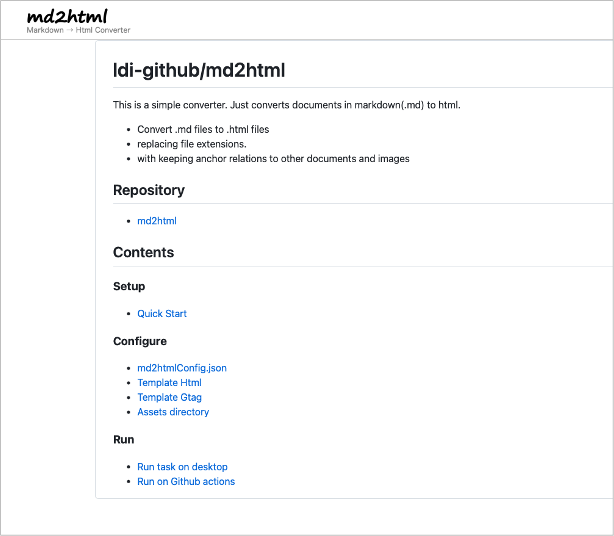 md2html
Markdown → Html Converter
ldi-github/md2html
This is a simple converter. Just converts documents in markdown(.md) to html.
Convert .md files to .html files
replacing file extensions.
with keeping anchor relations to other documents and images
Repository
md2html
Contents
Setup
Quick Start
Configure
md2htmlConfig.json
Template Html
Template Gtag
Assets directory
Run
Run task on desktop
Run on Github actions